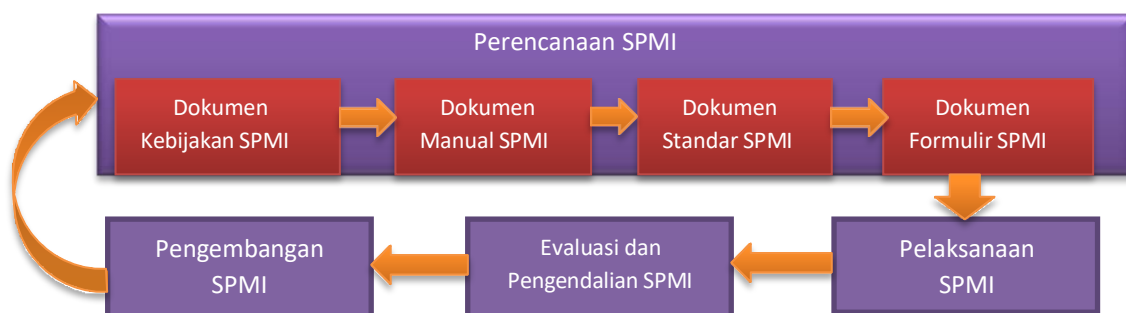 Perencanaan SPMI
Dokumen
Kebijakan SPMI
Dokumen
Manual SPMI
Dokumen
Standar SPMI
Dokumen
Formulir SPMI
Pengembangan
SPMI
Evaluasi dan
Pengendalian SPMI
Pelaksanaan
SPMI